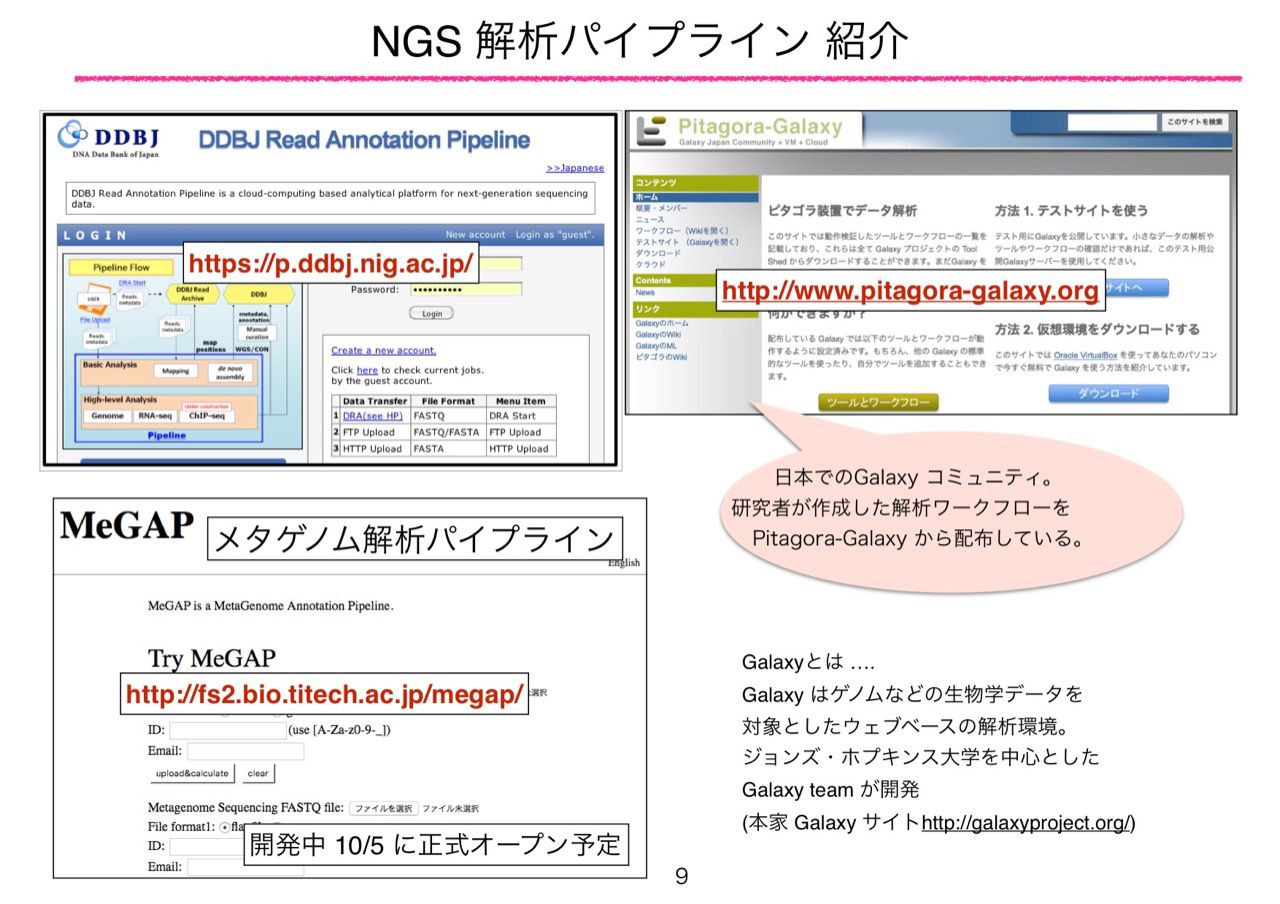 NGS 解析パイプライン 紹介
DDBJ
DNA Data Bank of Japan
DDBJ Read Annotation Pipeline
>>Japanese
DDBJ Read Annotation Pipeline is a cloud-computing based analytical platform for next-generation sequencing
data.
LOGIN
New account Login as "guest".
https://p.ddbj.nig.ac.jp/
Pipeline Flow
DRA Start
USER
Reads, metadata
DDBJ Read Archive
DDBJ
File Upload
Reads, metadata
Reads, metadata
metadata, annotation
Manual curation
map positions
WGS/CON
Basic Analysis
Mapping
de novo assembly
High-level Analysis
Under construction
Genome RNA-seq ChIP-seq
Pipeline
Password: ••••••••••
Login
Create a new account.
Click here to check current jobs.
by the guest account.
Data Transfer File Format Menu Item
1 DRA(see HP) FASTQ DRA Start
2 FTP Upload FASTQ/FASTA FTP Upload
3 HTTP Upload FASTA HTTP Upload
Pitagora-Galaxy
Galaxy Japan Community + VM + Cloud
このサイトを検索
コンテンツ
ホーム
概要・メンバー
ニュース
ワークフロー（Wikiを開く）
テストサイト（Galaxyを開く）
ダウンロード
クラウド
Contents
News
リンク
Galaxyのホーム
GalaxyのWiki
GalaxyのML
ピタゴラのWiki
ピタゴラ装置でデータ解析
このサイトでは動作検証したツールとワークフローの一覧を
記載しており、これらは全て Galaxy プロジェクトの Tool
Shed からダウンロードすることができます。まだGalaxy を
http://www.pitagora-galaxy.org
何ができますか？
配布している Galaxy では以下のツールとワークフローが動
作するように設定済みです。もちろん、他の Galaxy の標準
的なツールを使ったり、自分でツールを追加することもでき
ます。
ツールとワークフロー
方法 1. テストサイトを使う
テスト用にGalaxyを公開しています。小さなデータの解析や
ツールやワークフローの確認だけであれば、このテスト用公
開Galaxyサーバーを使用してください。
サイトへ
方法 2. 仮想環境をダウンロードする
このサイトでは Oracle VirtualBox を使ってあなたのパソコン
で今すぐ無料で Galaxy を使う方法を紹介しています。
ダウンロード
日本でのGalaxy コミュニティ。
研究者が作成した解析ワークフローを
Pitagora-Galaxy から配布している。
MeGAP
メタゲノム解析パイプライン
English
MeGAP is a MetaGenome Annotation Pipeline.
Try MeGAP
http://fs2.bio.titech.ac.jp/megap/
選択
ID: (use [A-Za-z0-9-_])
Email:
upload&calculate clear
Metagenome Sequencing FASTQ file: ファイルを選択 ファイル未選択
File format1:
ID:
Email:
開発中 10/5 に正式オープン予定
Galaxyとは ....
Galaxy はゲノムなどの生物学データを
対象としたウェブベースの解析環境。
ジョンズ・ホプキンス大学を中心とした
Galaxy team が開発
(本家 Galaxy サイトhttp://galaxyproject.org/)
9